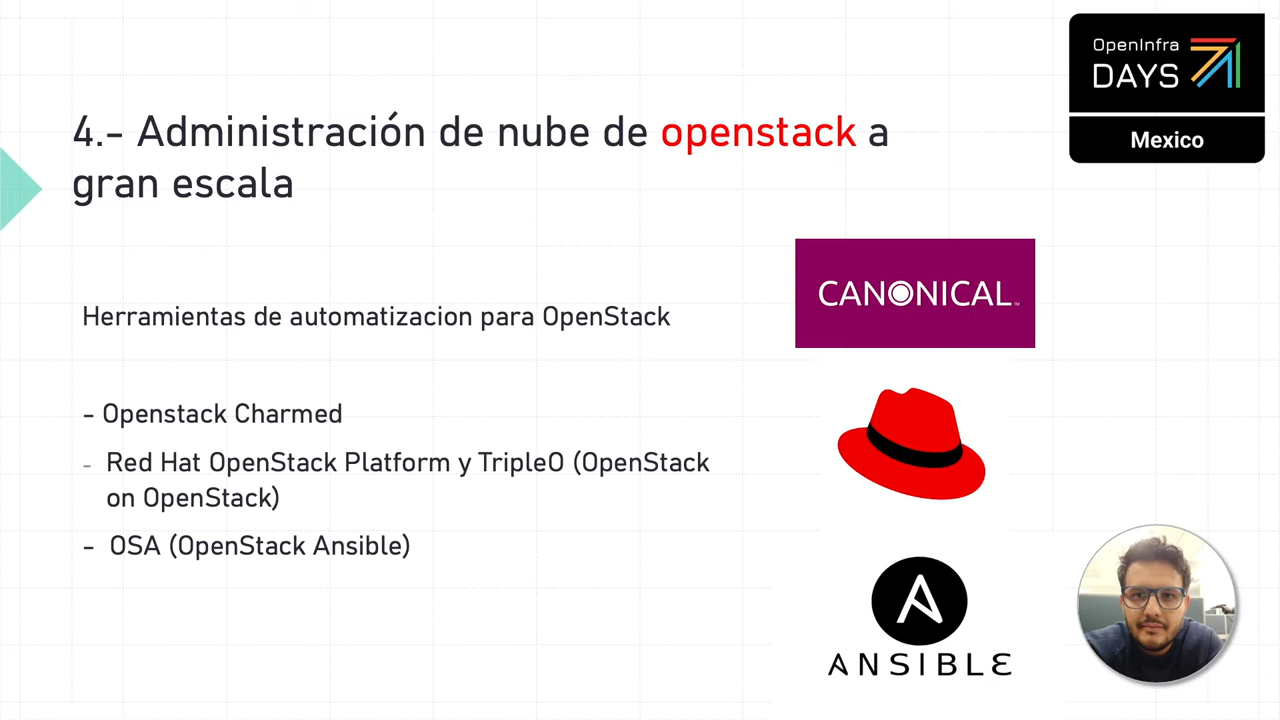 OpenInfra
DAYS
Mexico
4.- Administración de nube de openstack a
gran escala
CANONICAL™
Herramientas de automatizacion para OpenStack
- Openstack Charmed
- Red Hat OpenStack Platform y TripleO (OpenStack
on OpenStack)
- OSA (OpenStack Ansible)
A
ANSIBLE